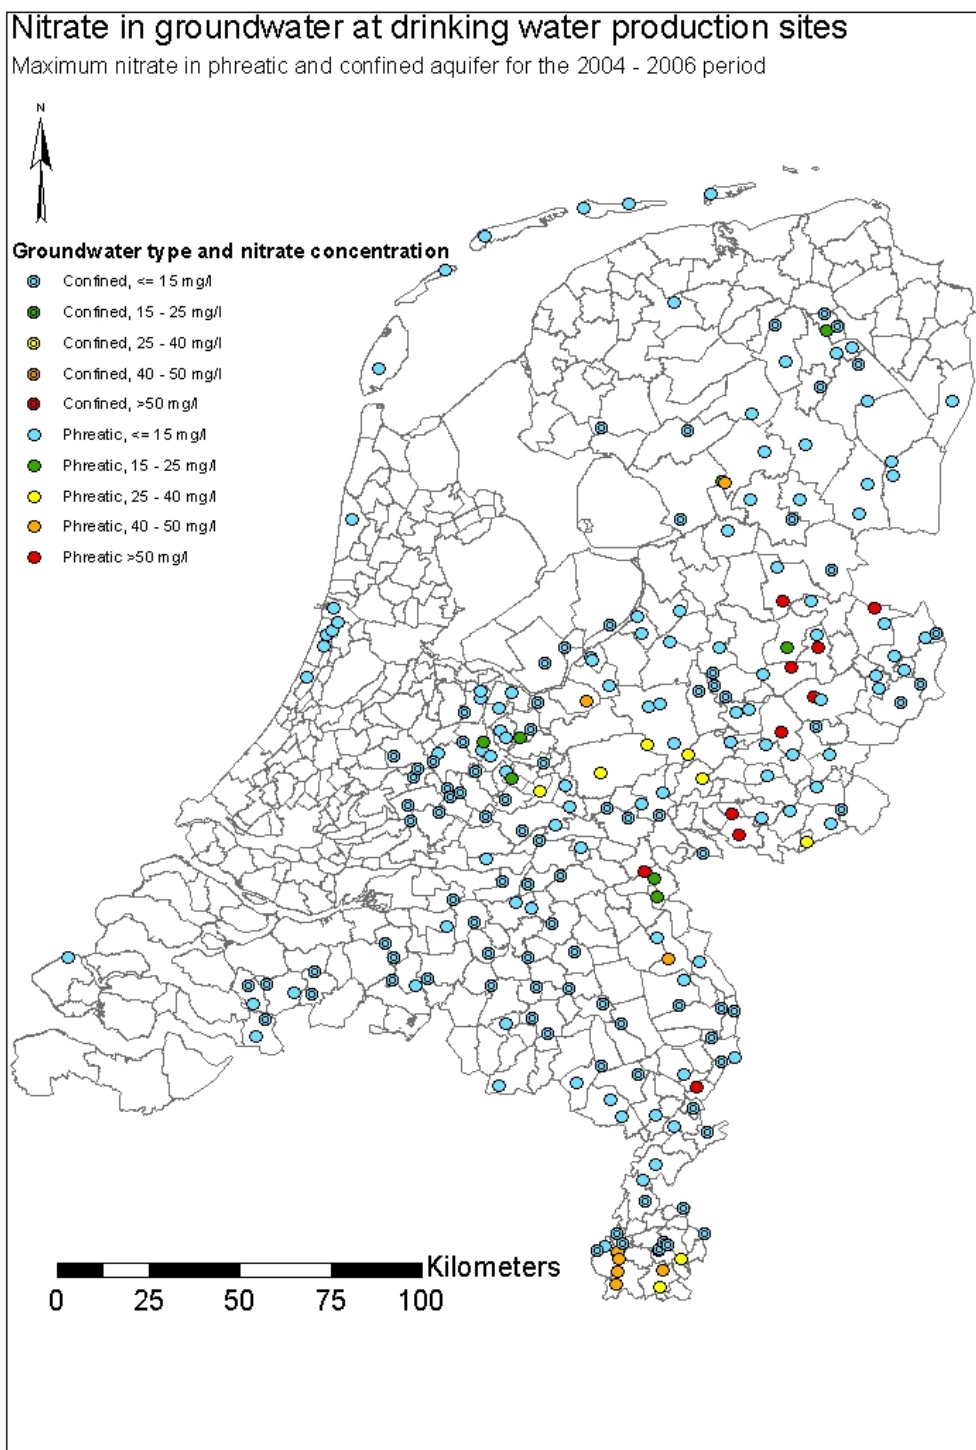 Nitrate in groundwater at drinking water production sites
Maximum nitrate in phreatic and confined aquifer for the 2004 - 2006 period
N
Groundwater type and nitrate concentration
Confined, <= 15 mg/l
Confined, 15 - 25 mg/l
Confined, 25 - 40 mg/l
Confined, 40 - 50 mg/l
Confined, >50 mg/l
Phreatic, <= 15 mg/l
Phreatic, 15 - 25 mg/l
Phreatic, 25 - 40 mg/l
Phreatic, 40 - 50 mg/l
Phreatic >50 mg/l
Kilometers
0 25 50 75 100